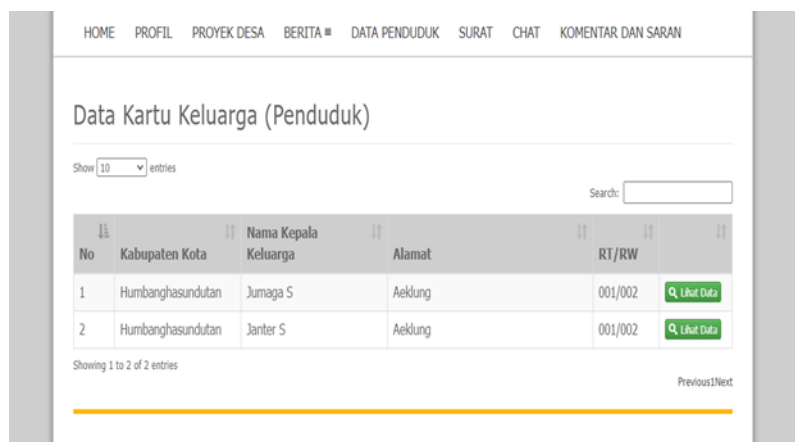 HOME PROFIL PROYEK DESA BERITA ≡ DATA PENDUDUK SURAT CHAT KOMENTAR DAN SARAN
Data Kartu Keluarga (Penduduk)
Show 10 entries
Search:
No Kabupaten Kota Nama Kepala Keluarga Alamat RT/RW
1 Humbanghasundutan Jumaga S Aeklung 001/002 Lihat Data
2 Humbanghasundutan Janter S Aeklung 001/002 Lihat Data
Showing 1 to 2 of 2 entries
Previous1Next